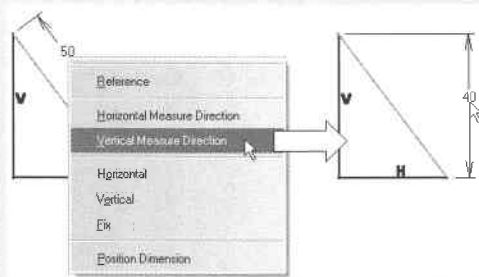 50
V
Reference
Horizontal Measure Direction
Vertical Measure Direction
Horizontal
Vertical
Fix
Position Dimension
V
H
40